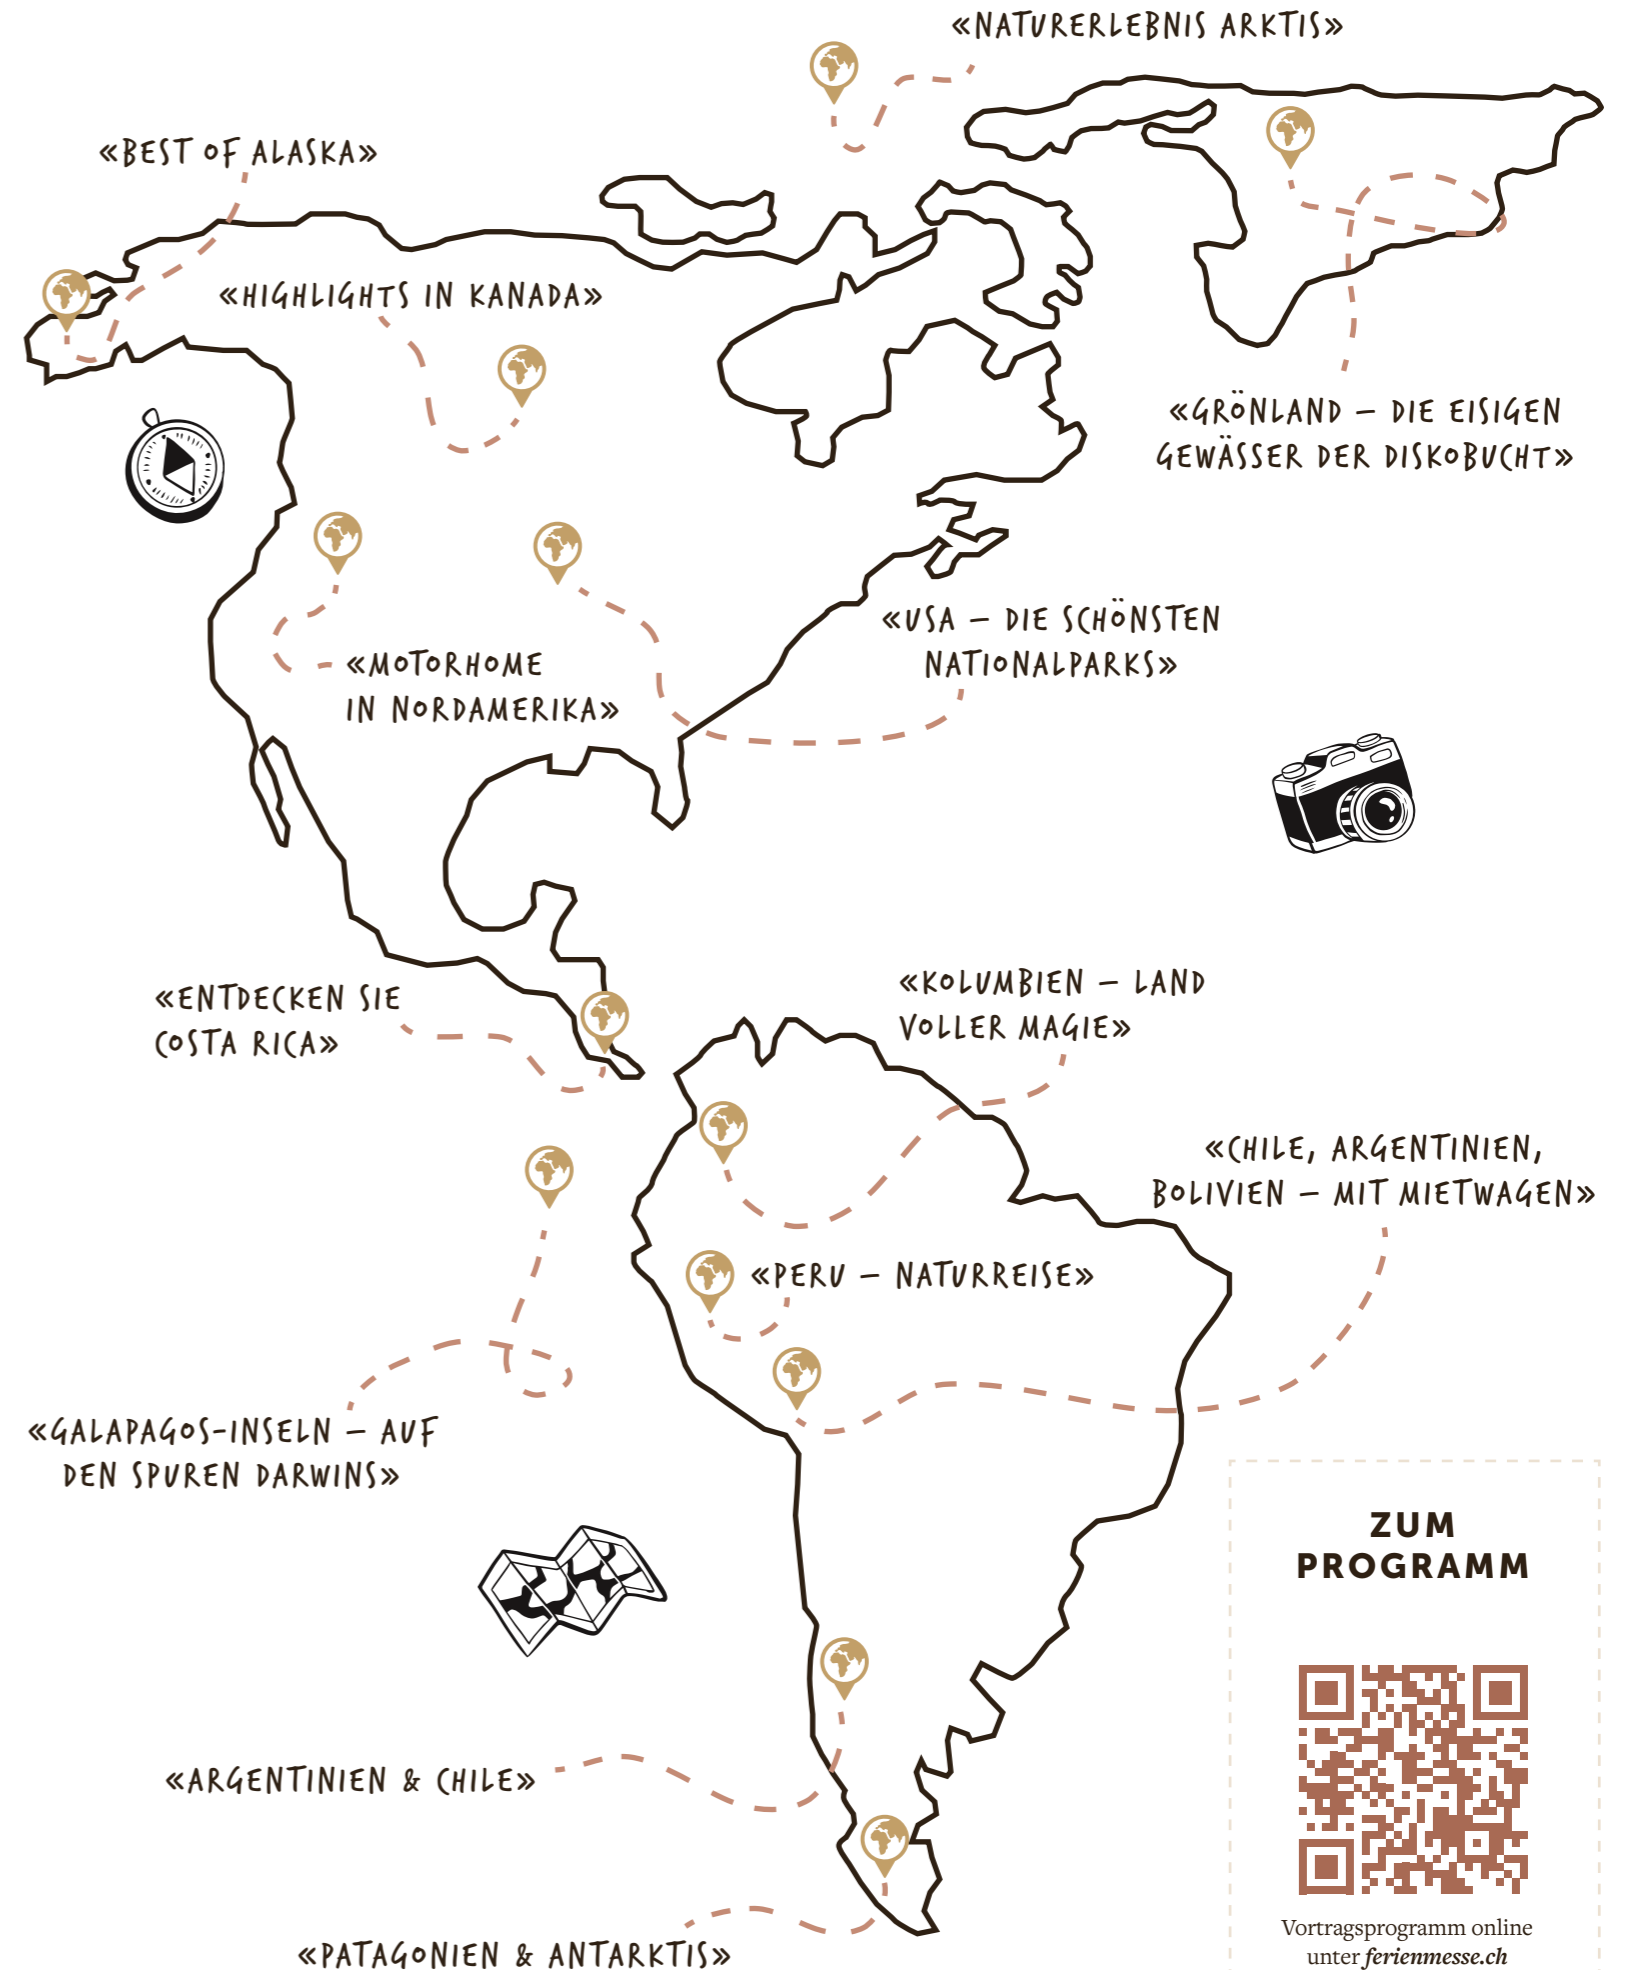 «NATURERLEBNIS ARKTIS»
«BEST OF ALASKA»
«HIGHLIGHTS IN KANADA»
«GRÖNLAND – DIE EISIGEN
GEWÄSSER DER DISKOBUCHT»
«USA – DIE SCHÖNSTEN
NATIONALPARKS»
«MOTORHOME
IN NORDAMERIKA»
«ENTDECKEN SIE
COSTA RICA»
«KOLUMBIEN – LAND
VOLLER MAGIE»
«CHILE, ARGENTINIEN,
BOLIVIEN – MIT MIETWAGEN»
«PERU – NATURREISE»
«GALAPAGOS-INSELN – AUF
DEN SPUREN DARWINS»
ZUM
PROGRAMM
«ARGENTINIEN & CHILE»
«PATAGONIEN & ANTARKTIS»
Vortragsprogramm online
unter ferienmesse.ch